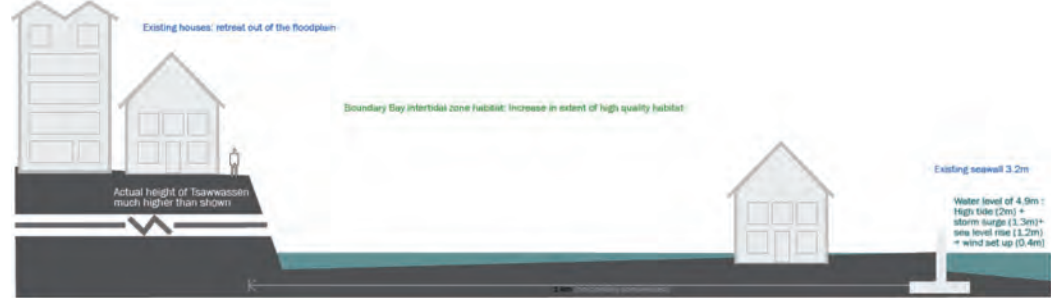 Existing houses: retreat out of the floodplain
Boundary Bay intertidal zone habitat: Increase in extent of high quality habitat
Existing seawall 3.2m
Actual height of Tsawwassen
much higher than shown
Water level of 4.9m :
High tide (2m) +
storm surge (1.3m)+
sea level rise (1.2m)
+ wind set up (0.4m)